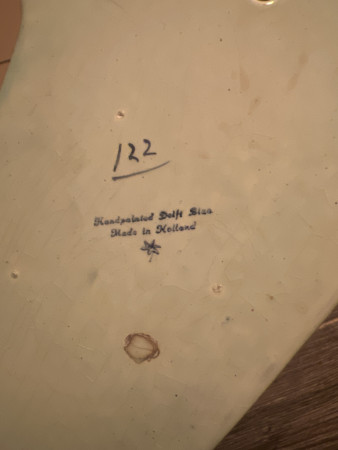 122
Handpainted Delft Blue
Made in Holland